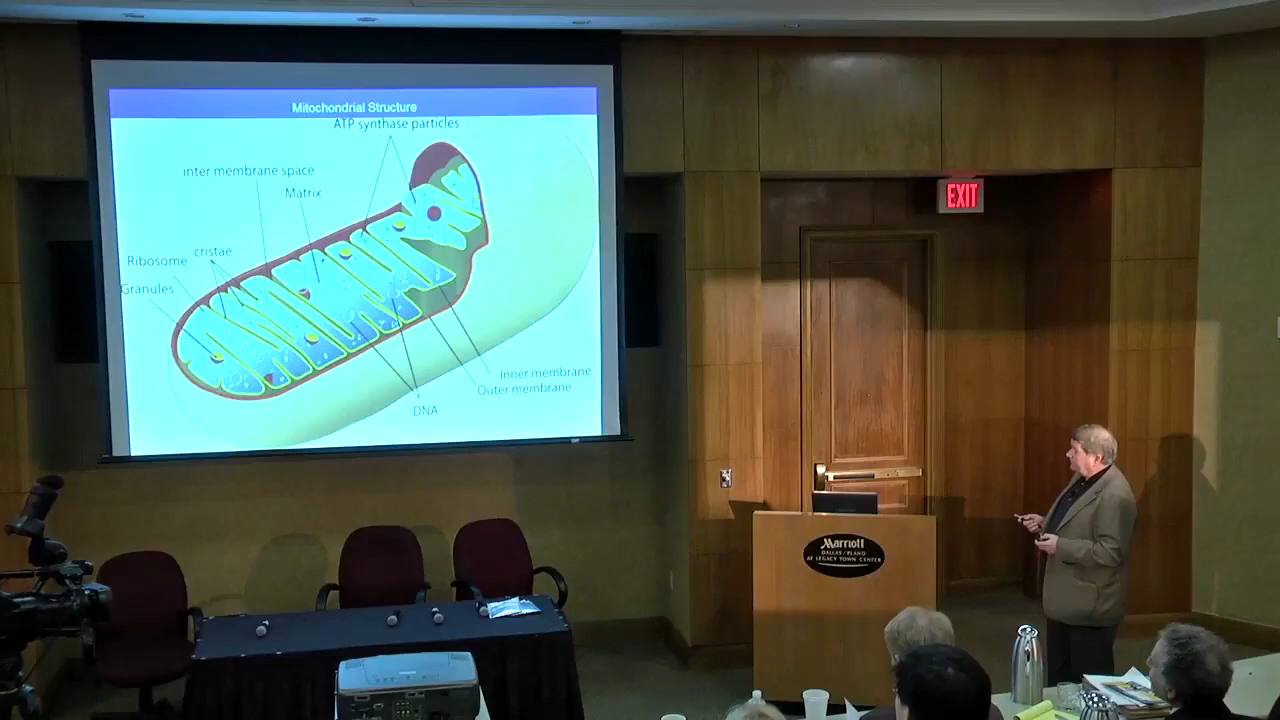 Mitochondrial Structure
ATP synthase particles
inter membrane space
Matrix
cristae
Ribosome
Granules
Inner membrane
Outer membrane
DNA
EXIT
Marriott
DALLAS/PLANO
AT LEGACY TOWN CENTER